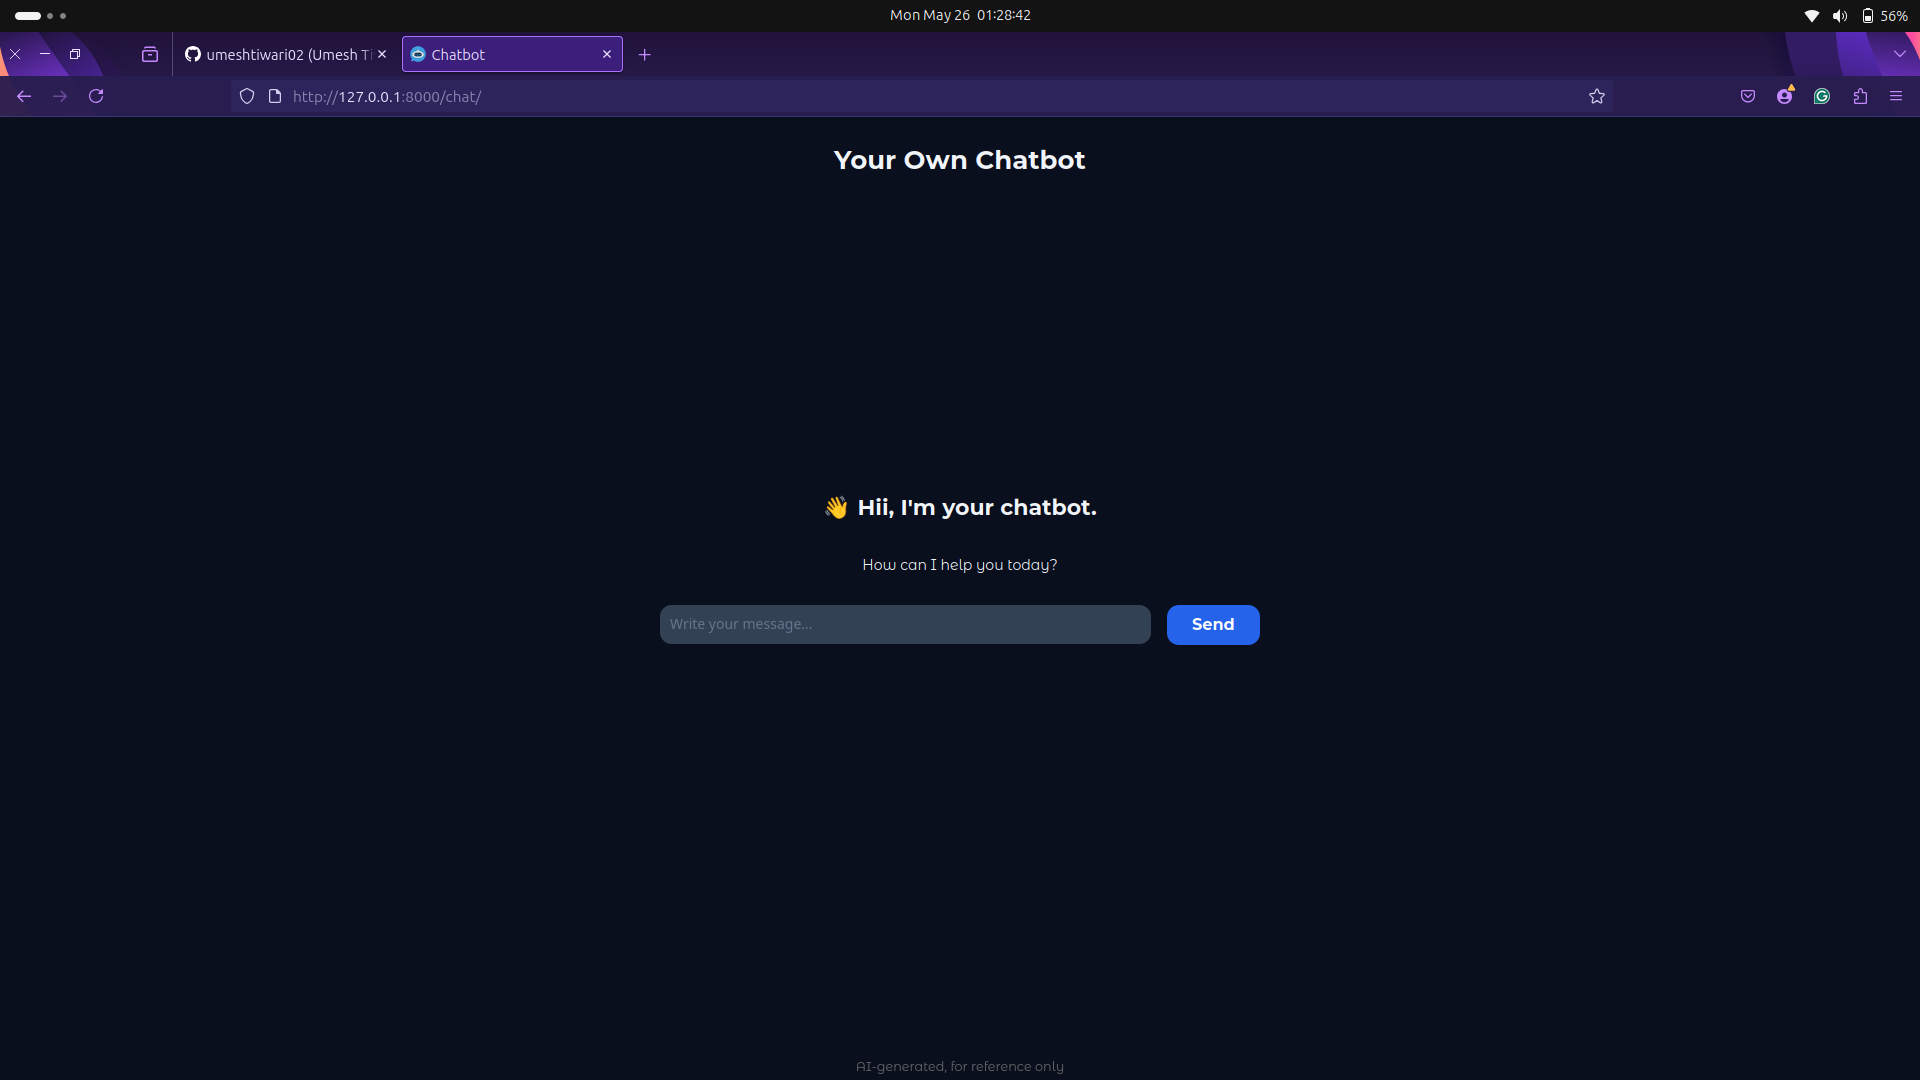 Mon May 26 01:28:42
56%
umeshtiwari02 (Umesh Ti
Chatbot
http://127.0.0.1:8000/chat/
Your Own Chatbot
👋 Hii, I'm your chatbot.
How can I help you today?
Write your message...
Send
AI-generated, for reference only